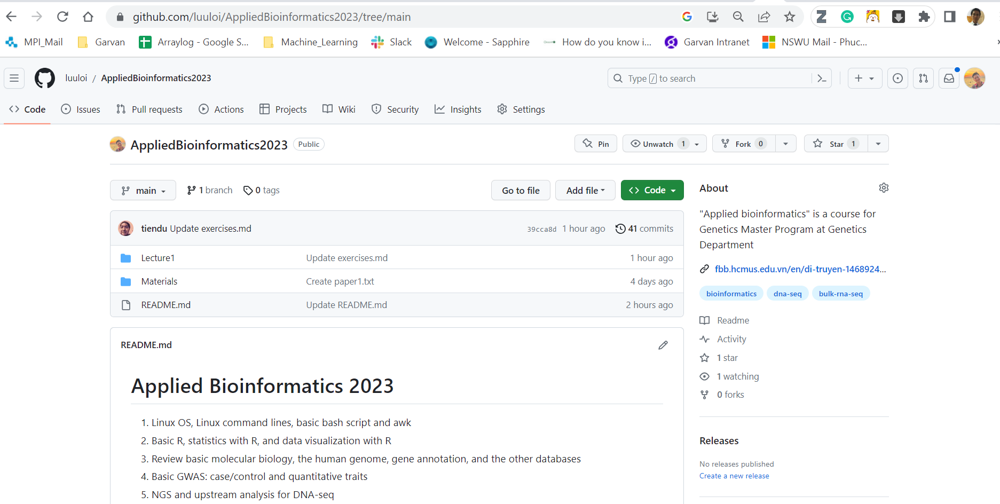 github.com/luuloi/AppliedBioinformatics2023/tree/main
MPI_Mail Garvan Arraylog - Google S... Machine_Learning Slack Welcome - Sapphire How do you know i... Garvan Intranet NSWU Mail - Phuc...
luuloi / AppliedBioinformatics2023 Type / to search
Code Issues Pull requests Actions Projects Wiki Security Insights Settings
AppliedBioinformatics2023 Public Pin Unwatch 1 Fork 0 Star 1
main 1 branch 0 tags Go to file Add file Code
tiendu Update exercises.md 39cca8d 1 hour ago 41 commits
Lecture1 Update exercises.md 1 hour ago
Materials Create paper1.txt 4 days ago
README.md Update README.md 2 hours ago
README.md
Applied Bioinformatics 2023
1. Linux OS, Linux command lines, basic bash script and awk
2. Basic R, statistics with R, and data visualization with R
3. Review basic molecular biology, the human genome, gene annotation, and the other databases
4. Basic GWAS: case/control and quantitative traits
5. NGS and upstream analysis for DNA-seq
About
"Applied bioinformatics" is a course for
Genetics Master Program at Genetics
Department
fbb.hcmus.edu.vn/en/di-truyen-1468924...
bioinformatics dna-seq bulk-rna-seq
Readme
Activity
1 star
1 watching
0 forks
Releases
No releases published
Create a new release